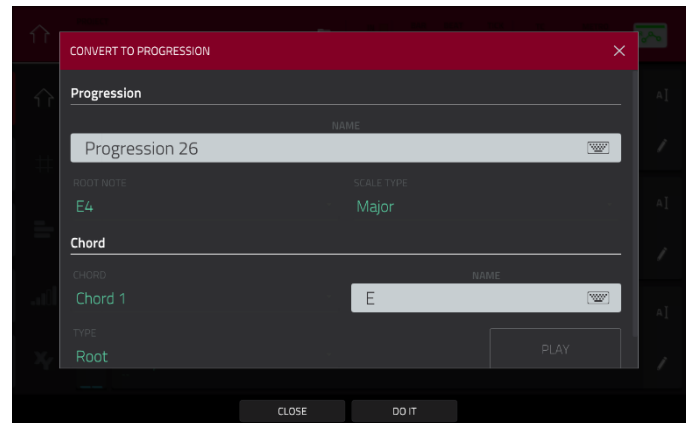 CONVERT TO PROGRESSION
Progression
NAME
Progression 26
ROOT NOTE SCALE TYPE
E4 Major
Chord
CHORD NAME
Chord 1 E
TYPE
Root PLAY
CLOSE DO IT